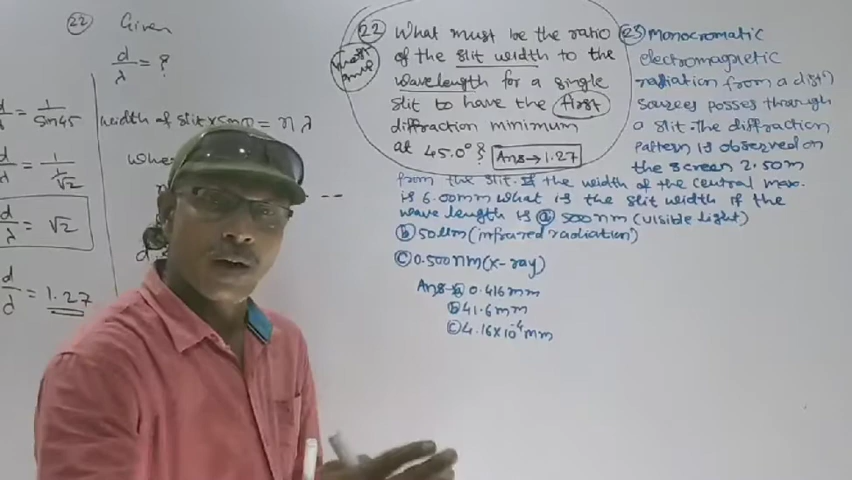 22 Given
d/λ = ?
d/λ = 1/sin45
d/λ = 1/(1/√2)
d/λ = √2
d/d = 1.27
width of slit x sinθ = nλ
whe
22 What must be the ratio
of the slit width to the
wavelength for a single
slit to have the first
diffraction minimum
at 45.0°? Ans→1.27
23 monocromatic
electromagnetic
radiation from a dist)
sources posses through
a slit. The diffraction
pattern is observed on
the screen 2.50m
from the slit. If the width of the central max.
is 6.00mm what is the slit width if the
wave length is ⓐ 500nm (visible light)
ⓑ 50μm (infrared radiation)
ⓒ 0.500nm (x-ray)
Ans→ⓐ 0.416mm
ⓑ 41.6mm
ⓒ 4.16x10⁻⁴mm